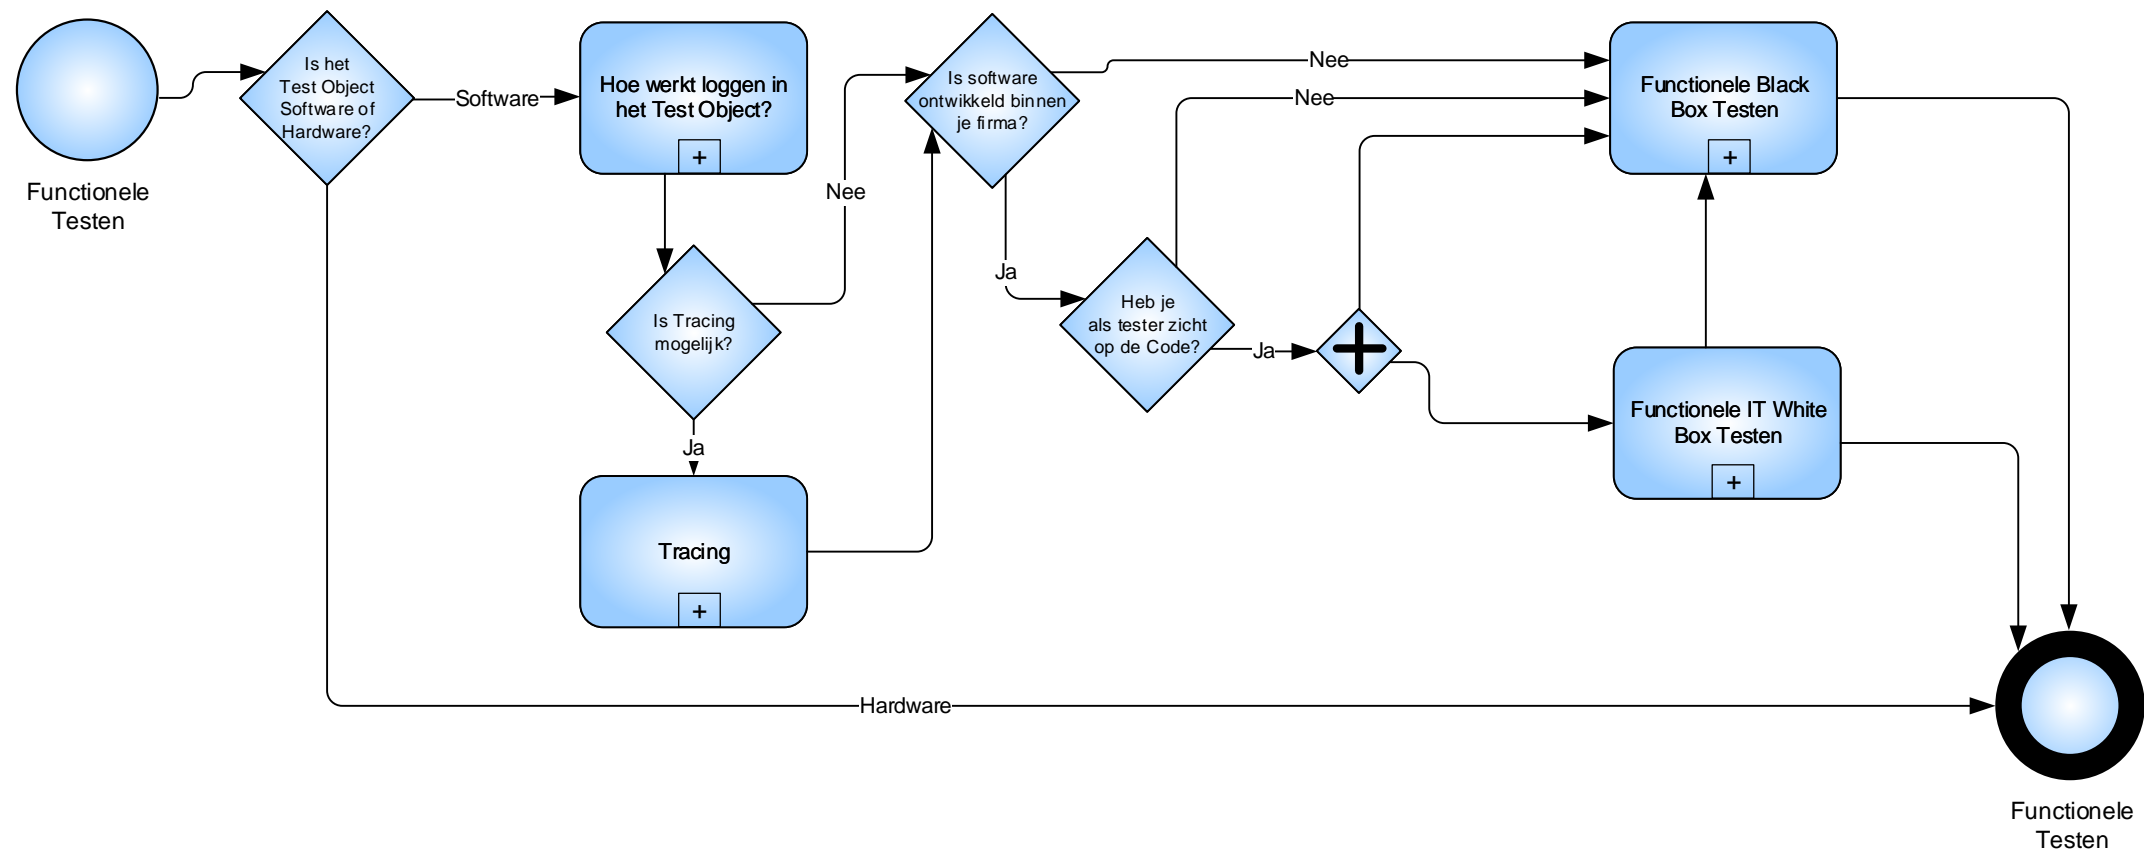 Functionele
Testen
Is het
Test Object
Software of
Hardware?
Software
Hoe werkt loggen in
het Test Object?
+
Nee
Is Tracing
mogelijk?
Ja
Tracing
+
Is software
ontwikkeld binnen
je firma?
Nee
Nee
Ja
Heb je
als tester zicht
op de Code?
Ja
Functionele Black
Box Testen
+
Functionele IT White
Box Testen
+
Hardware
Functionele
Testen